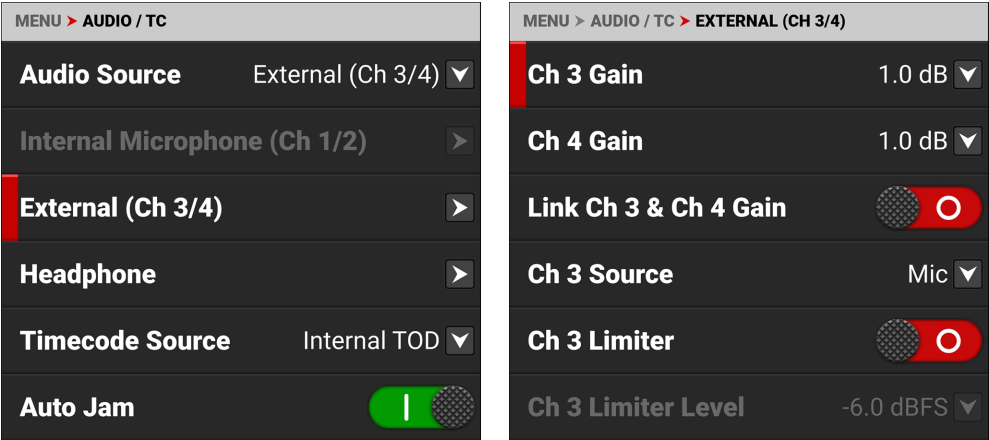 MENU > AUDIO / TC
Audio Source External (Ch 3/4)
Internal Microphone (Ch 1/2)
External (Ch 3/4)
Headphone
Timecode Source Internal TOD
Auto Jam
MENU > AUDIO / TC > EXTERNAL (CH 3/4)
Ch 3 Gain 1.0 dB
Ch 4 Gain 1.0 dB
Link Ch 3 & Ch 4 Gain
Ch 3 Source Mic
Ch 3 Limiter
Ch 3 Limiter Level -6.0 dBFS